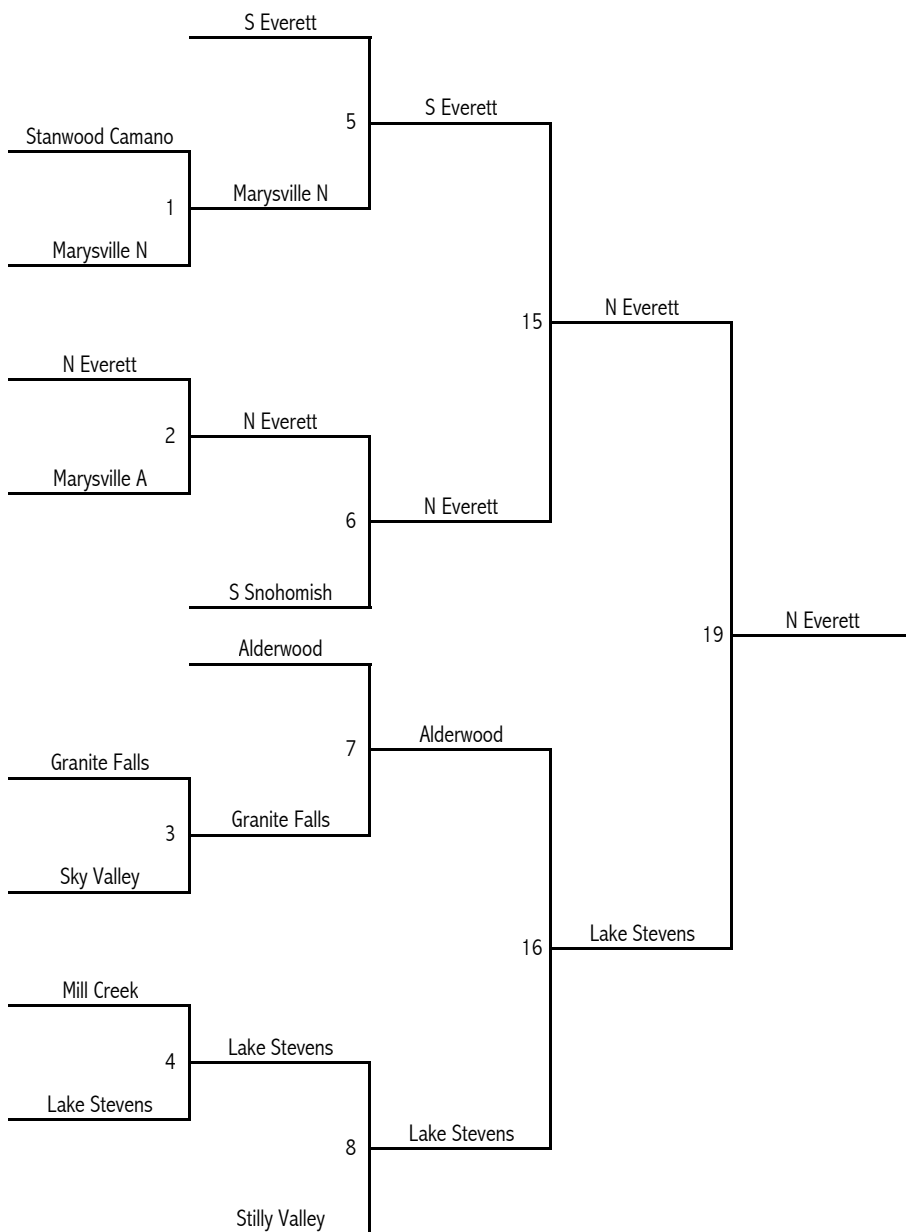 S Everett
5
S Everett
Stanwood Camano
1
Marysville N
Marysville N
15
N Everett
N Everett
2
N Everett
Marysville A
6
N Everett
S Snohomish
19
N Everett
Alderwood
7
Alderwood
Granite Falls
3
Granite Falls
Sky Valley
16
Lake Stevens
Mill Creek
4
Lake Stevens
Lake Stevens
8
Lake Stevens
Stilly Valley